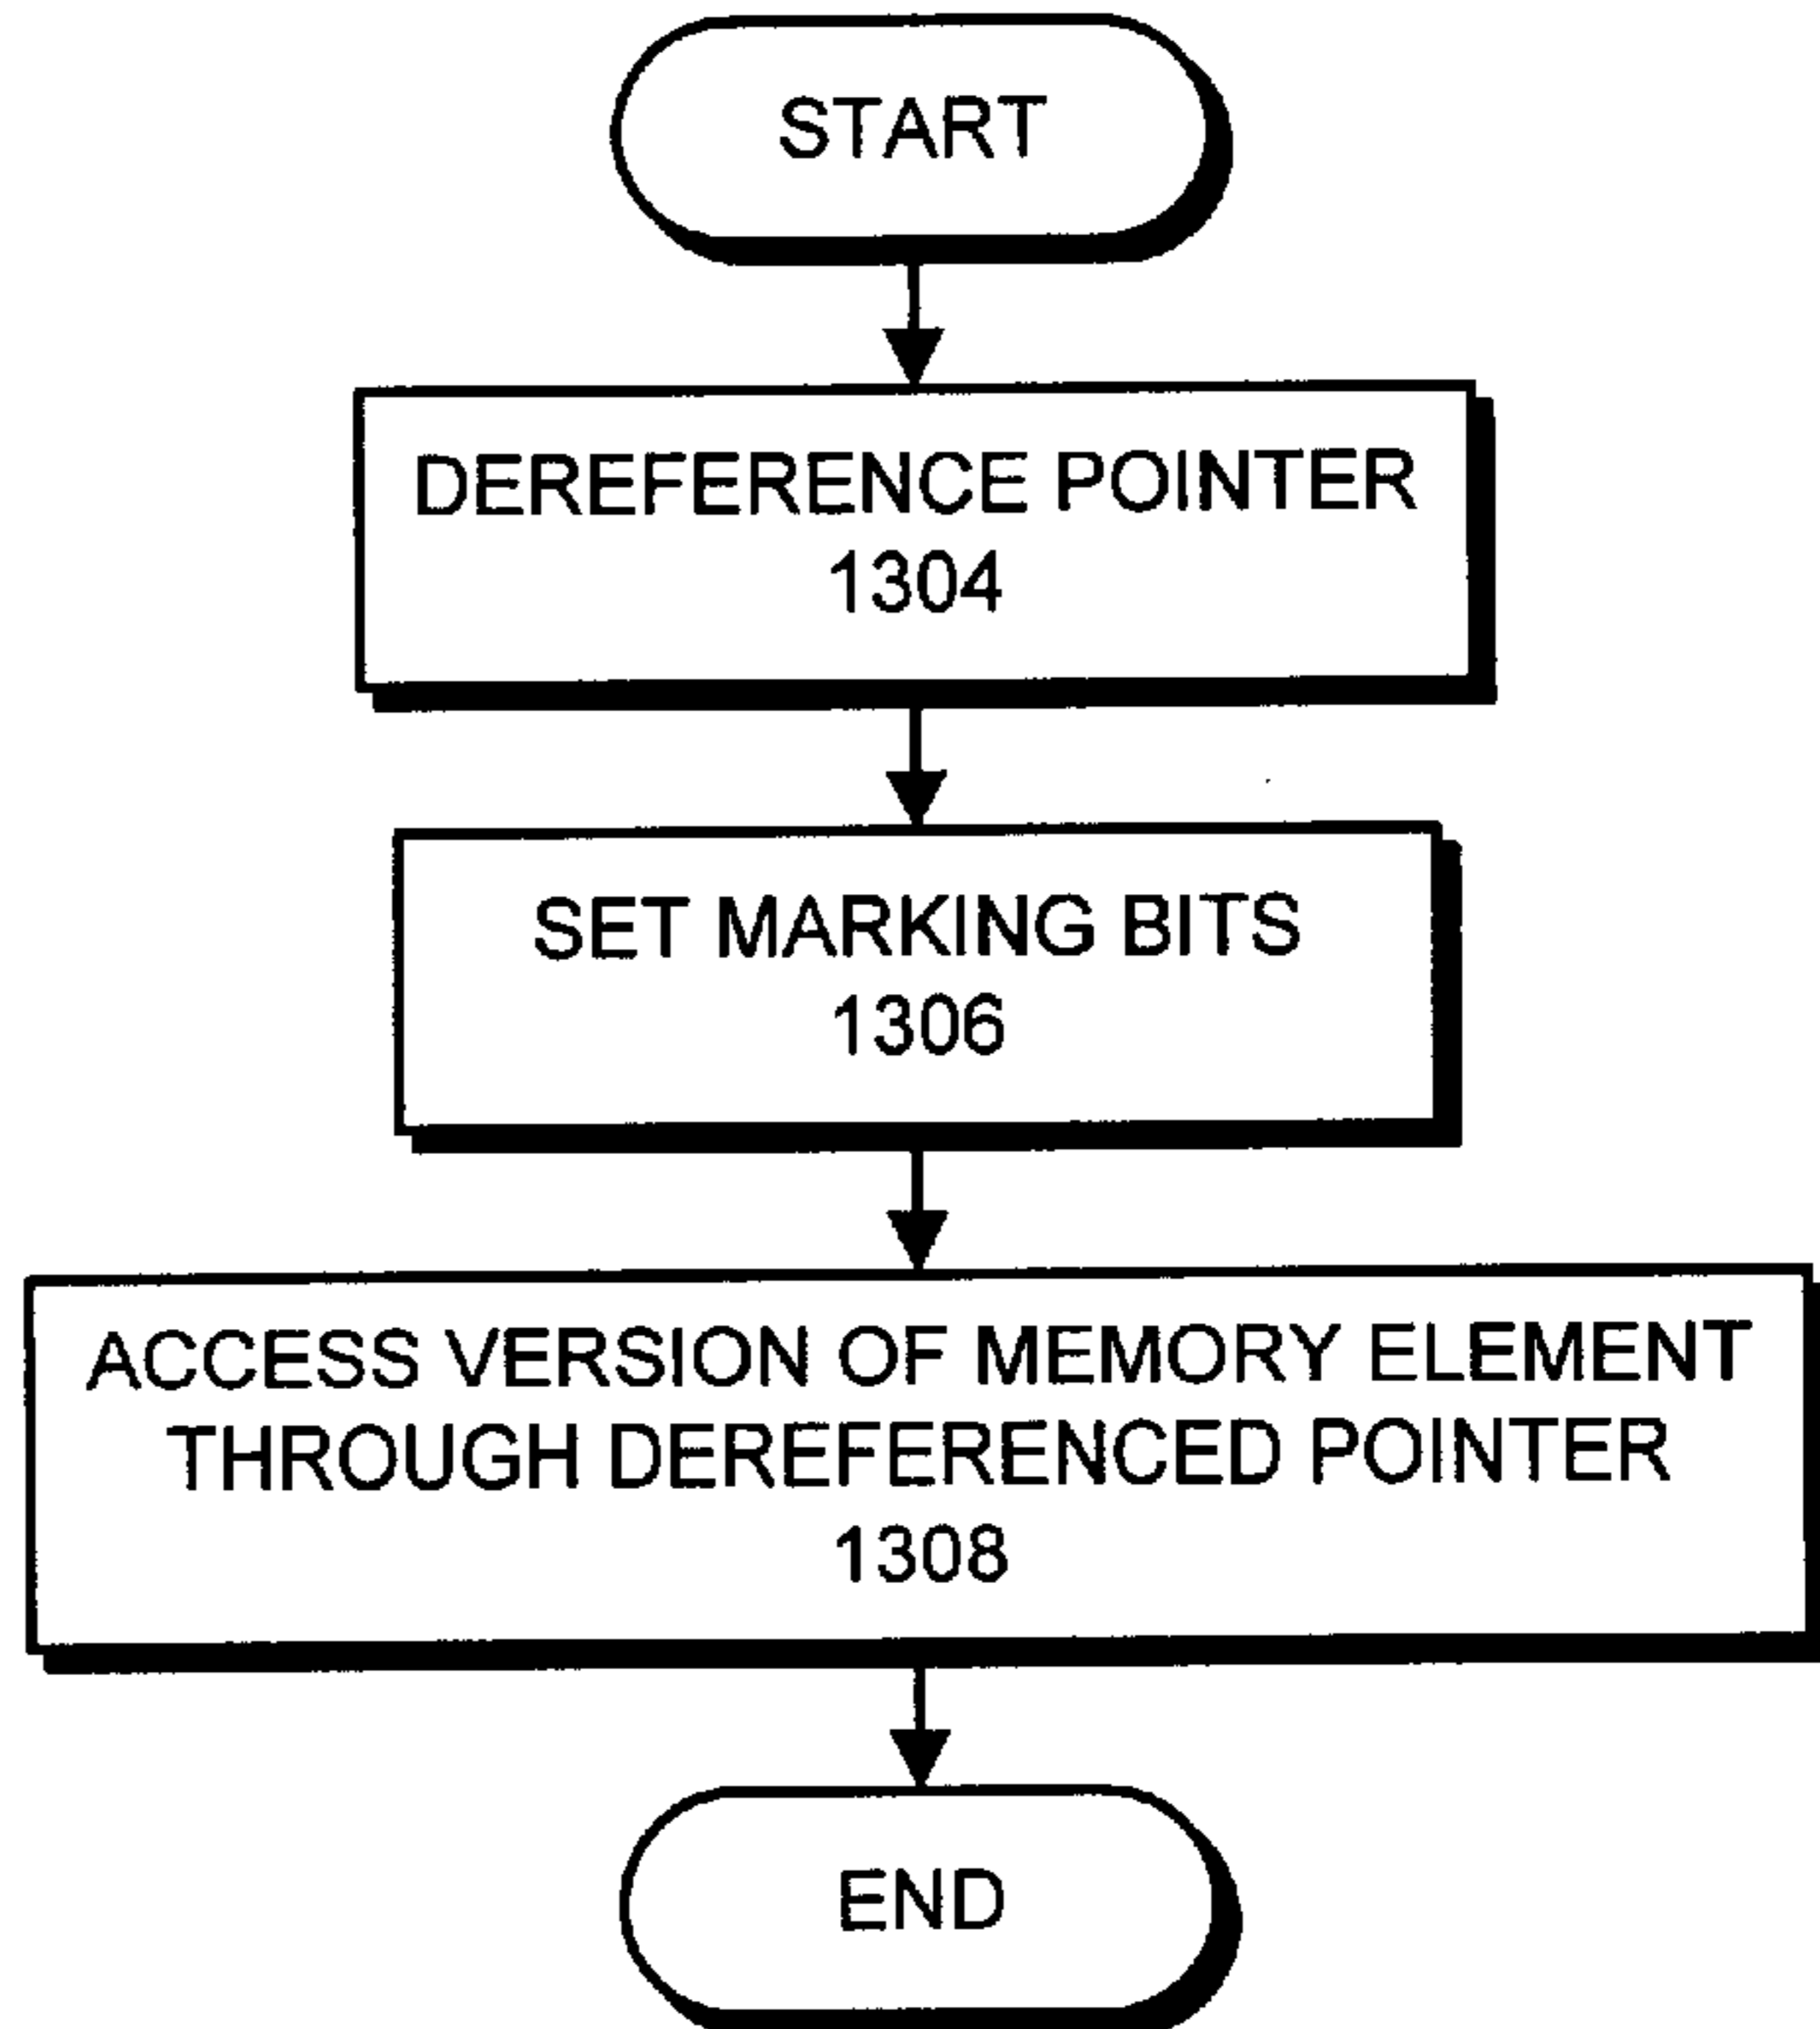 START
DEREFERENCE POINTER
1304
SET MARKING BITS
1306
ACCESS VERSION OF MEMORY ELEMENT
THROUGH DEREFERENCED POINTER
1308
END